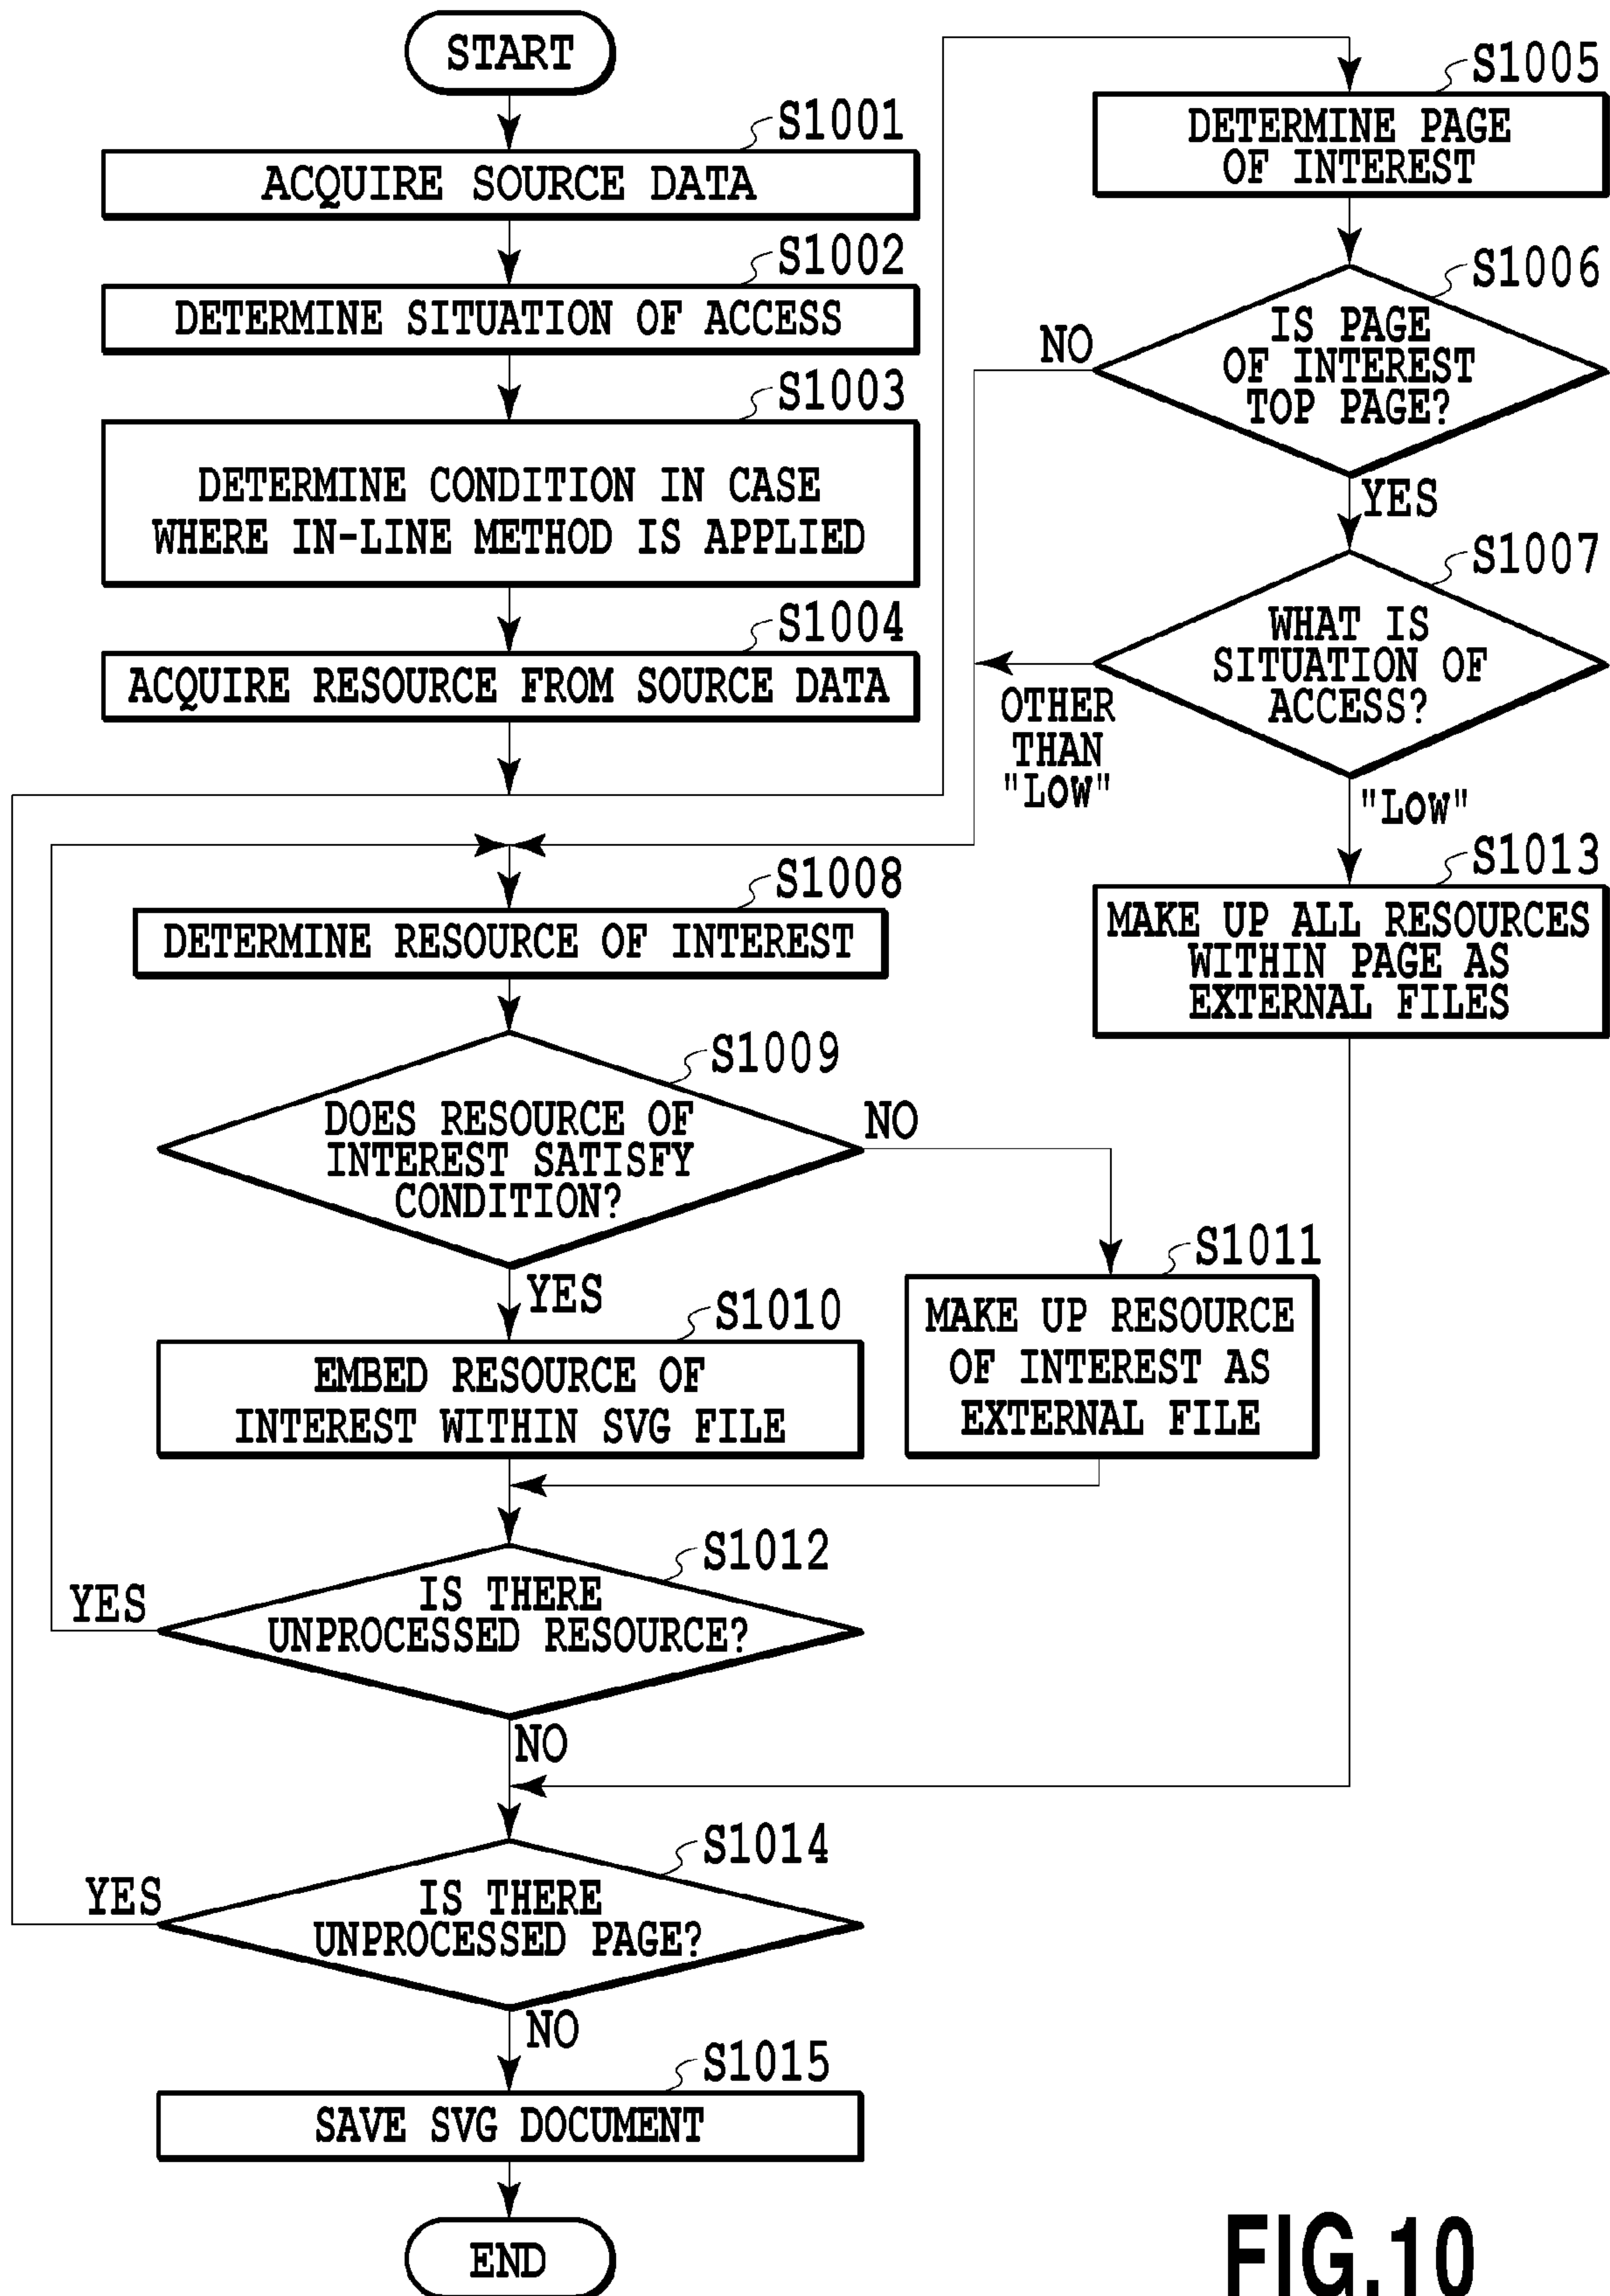 START
S1001
ACQUIRE SOURCE DATA
S1002
DETERMINE SITUATION OF ACCESS
S1003
DETERMINE CONDITION IN CASE
WHERE IN-LINE METHOD IS APPLIED
S1004
ACQUIRE RESOURCE FROM SOURCE DATA
S1005
DETERMINE PAGE
OF INTEREST
S1006
IS PAGE
OF INTEREST
TOP PAGE?
NO
YES
S1007
WHAT IS
SITUATION OF
ACCESS?
OTHER
THAN
"LOW"
"LOW"
S1013
MAKE UP ALL RESOURCES
WITHIN PAGE AS
EXTERNAL FILES
S1008
DETERMINE RESOURCE OF INTEREST
S1009
DOES RESOURCE OF
INTEREST SATISFY
CONDITION?
NO
YES
S1010
EMBED RESOURCE OF
INTEREST WITHIN SVG FILE
S1011
MAKE UP RESOURCE
OF INTEREST AS
EXTERNAL FILE
S1012
IS THERE
UNPROCESSED RESOURCE?
YES
NO
S1014
IS THERE
UNPROCESSED PAGE?
YES
NO
S1015
SAVE SVG DOCUMENT
END
FIG.10